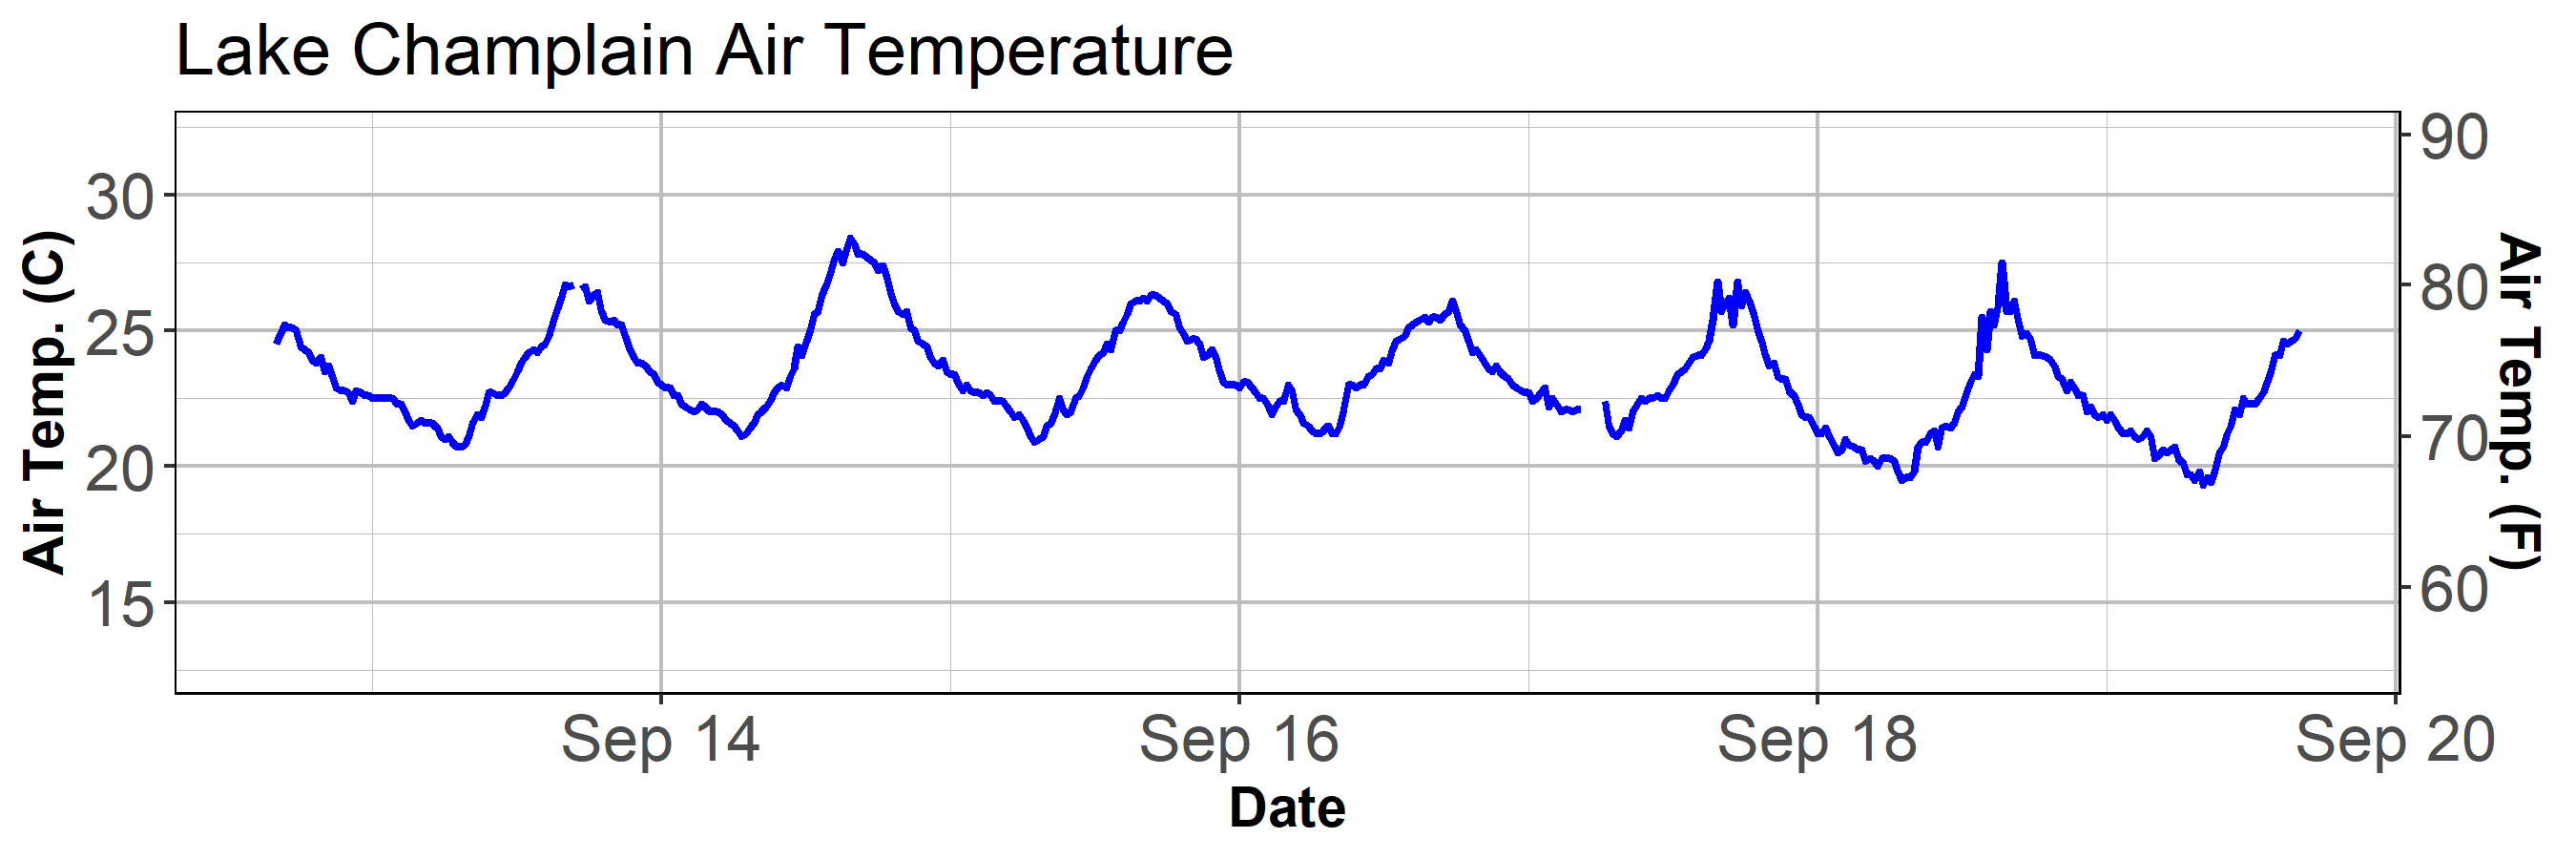 Lake Champlain Air Temperature
Air Temp. (C)
30
25
20
15
90
80
70
60
Air Temp. (F)
Sep 14
Sep 16
Sep 18
Sep 20
Date